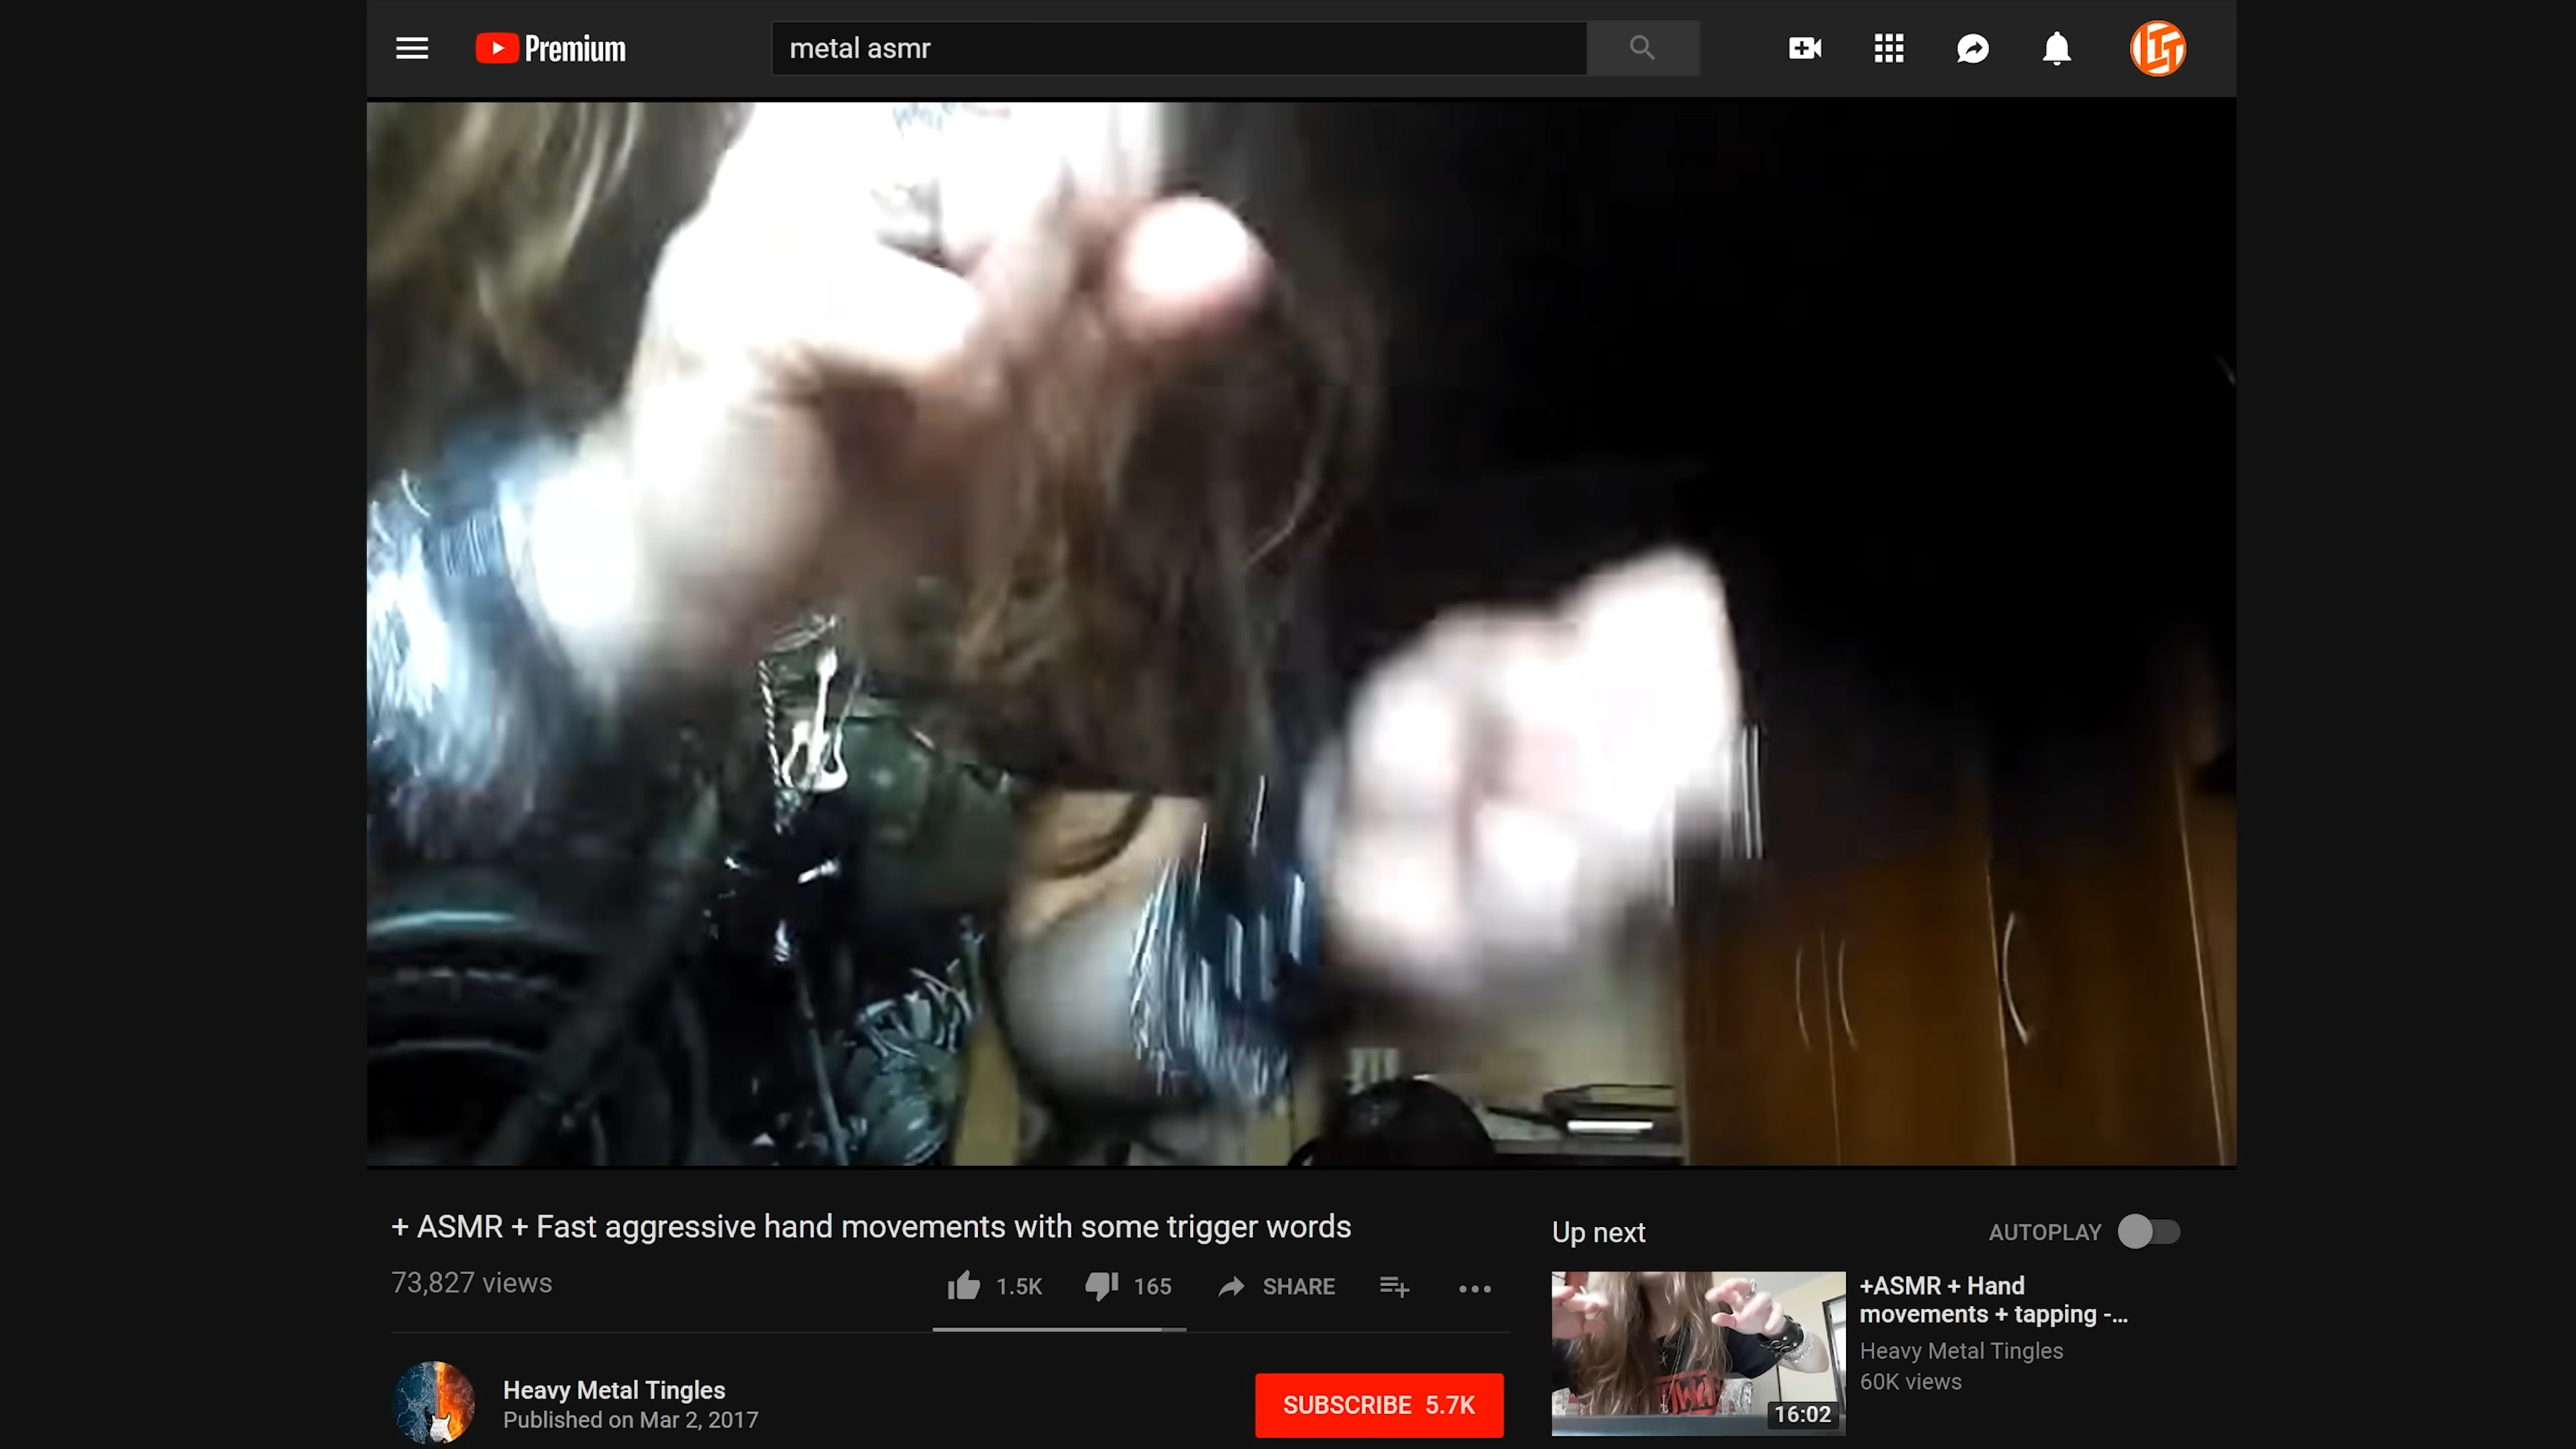 Premium
metal asmr
LTT
+ ASMR + Fast aggressive hand movements with some trigger words
73,827 views
1.5K
165
SHARE
Heavy Metal Tingles
Published on Mar 2, 2017
SUBSCRIBE 5.7K
Up next
AUTOPLAY
+ASMR + Hand
movements + tapping -...
Heavy Metal Tingles
60K views
16:02